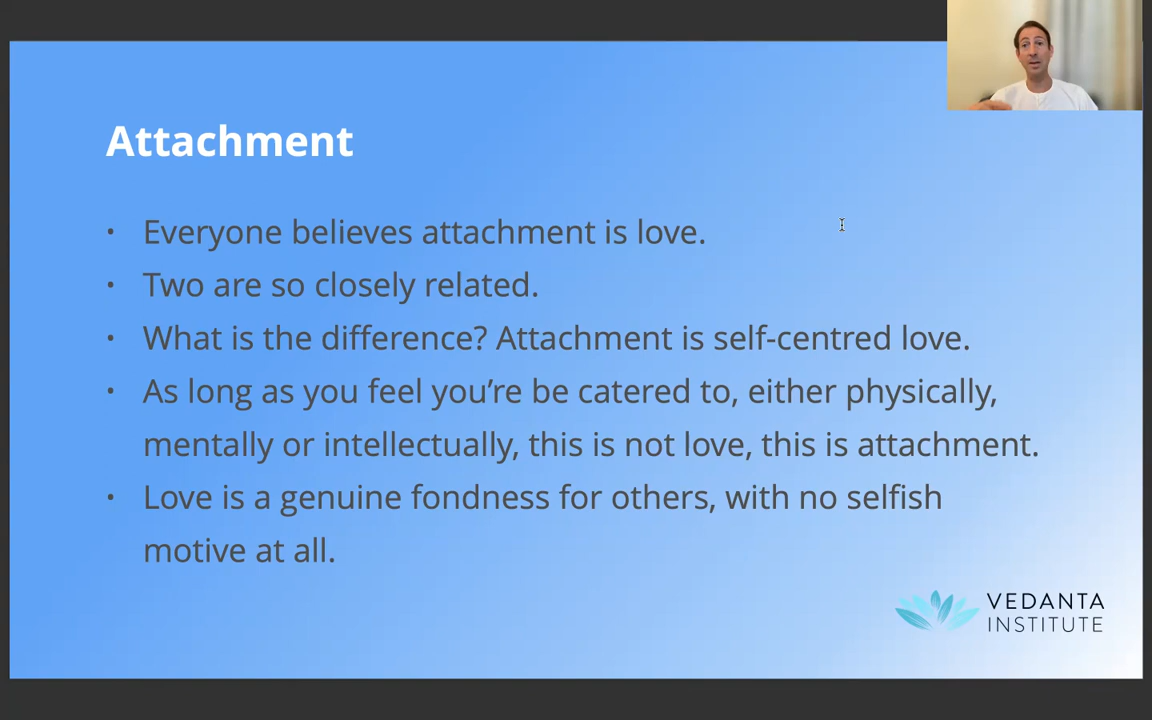 Attachment
• Everyone believes attachment is love.
• Two are so closely related.
• What is the difference? Attachment is self-centred love.
• As long as you feel you’re be catered to, either physically,
mentally or intellectually, this is not love, this is attachment.
• Love is a genuine fondness for others, with no selfish
motive at all.
VEDANTA
INSTITUTE